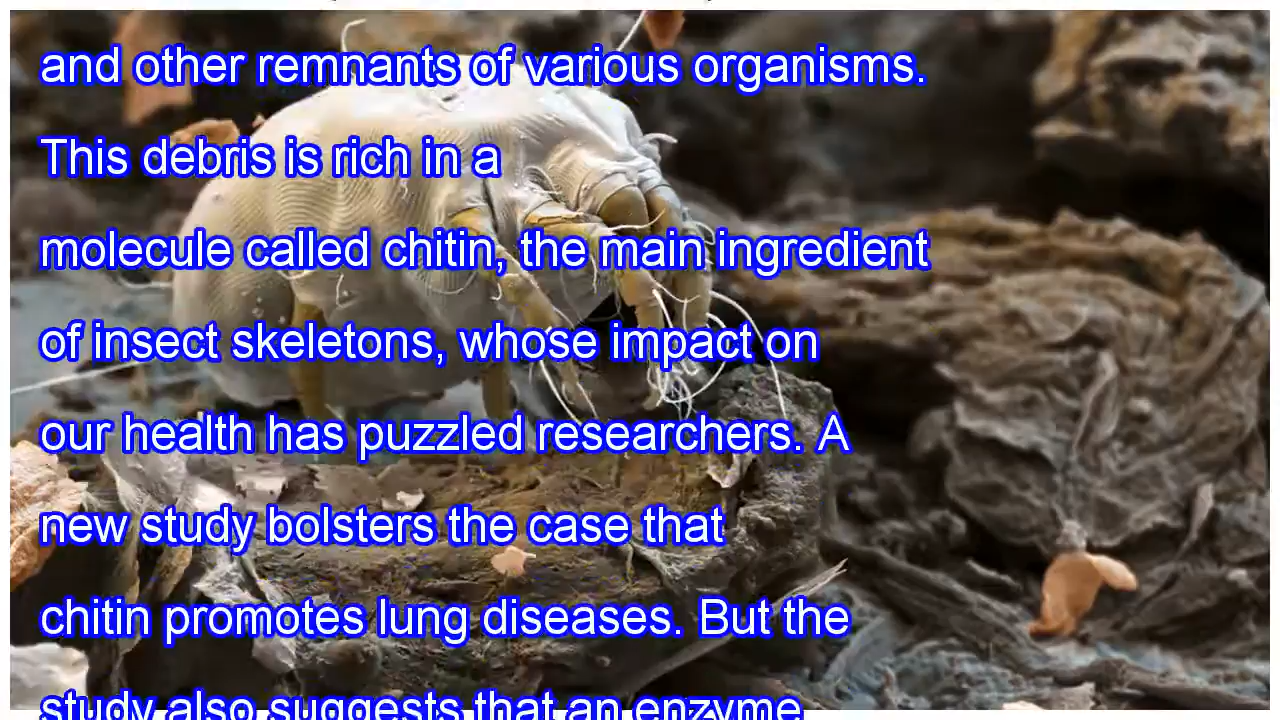 and other remnants of various organisms.
This debris is rich in a
molecule called chitin, the main ingredient
of insect skeletons, whose impact on
our health has puzzled researchers. A
new study bolsters the case that
chitin promotes lung diseases. But the
study also suggests that an enzyme